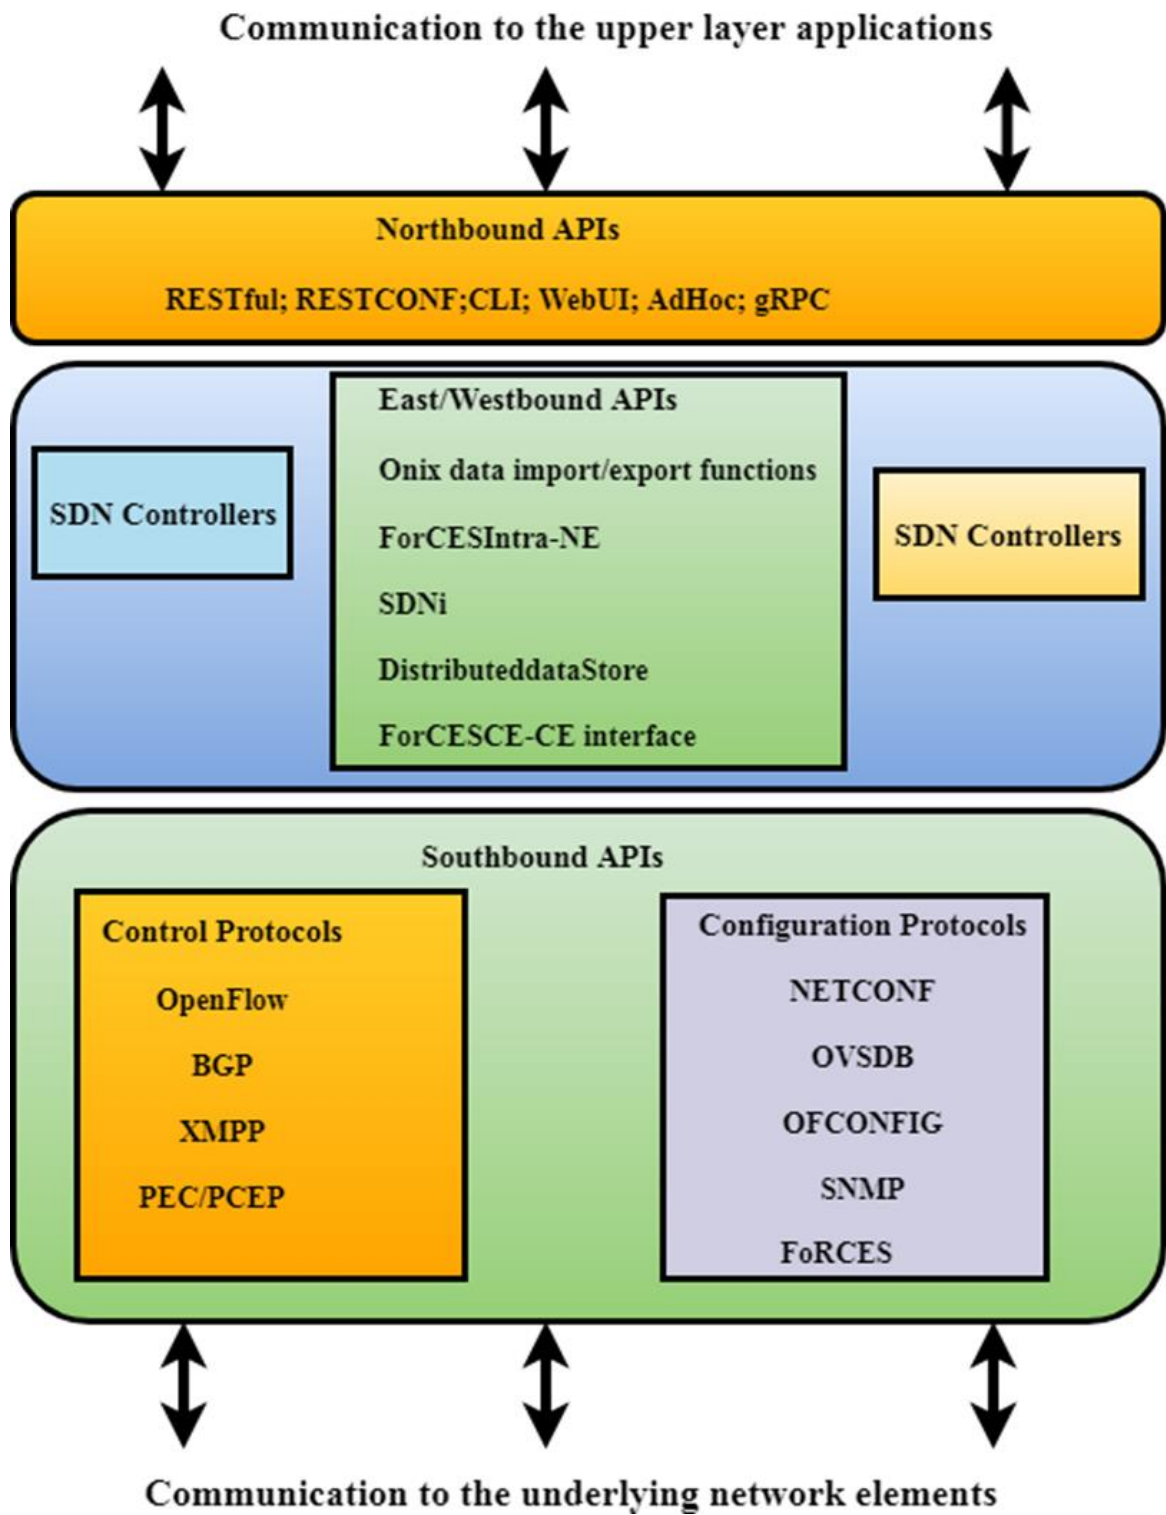 Communication to the upper layer applications
Northbound APIs
RESTful; RESTCONF;CLI; WebUI; AdHoc; gRPC
East/Westbound APIs
Onix data import/export functions
ForCESIntra-NE
SDNi
DistributeddataStore
ForCESCE-CE interface
SDN Controllers
SDN Controllers
Southbound APIs
Control Protocols
OpenFlow
BGP
XMPP
PEC/PCEP
Configuration Protocols
NETCONF
OVSDB
OFCONFIG
SNMP
FoRCES
Communication to the underlying network elements